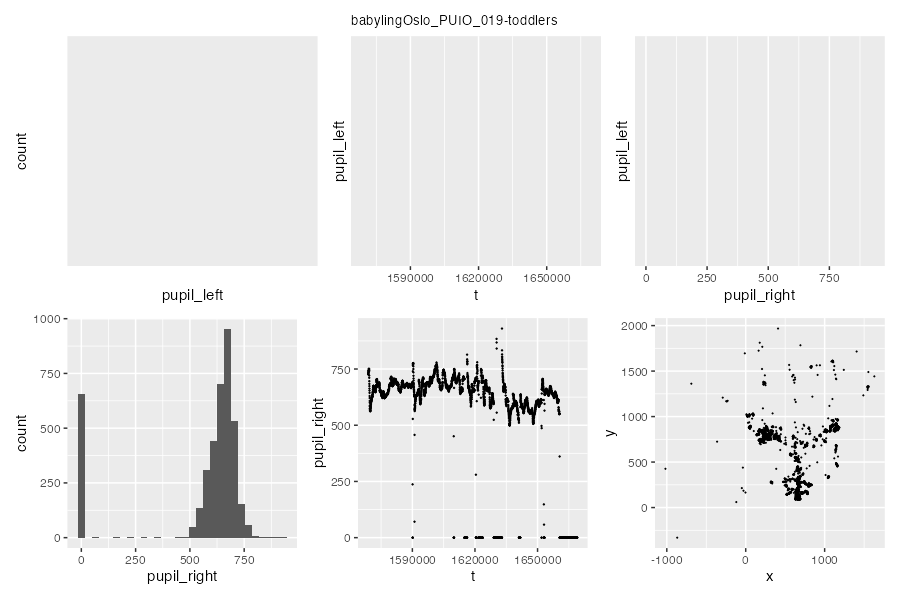 babylingOslo_PUIO_019-toddlers
count
pupil_left
pupil_left
1590000 1620000 1650000
t
pupil_left
0 250 500 750
pupil_right
count
1000
750
500
250
0
0 250 500 750
pupil_right
pupil_right
750
500
250
0
1590000 1620000 1650000
t
y
2000
1500
1000
500
0
-1000 0 1000
x